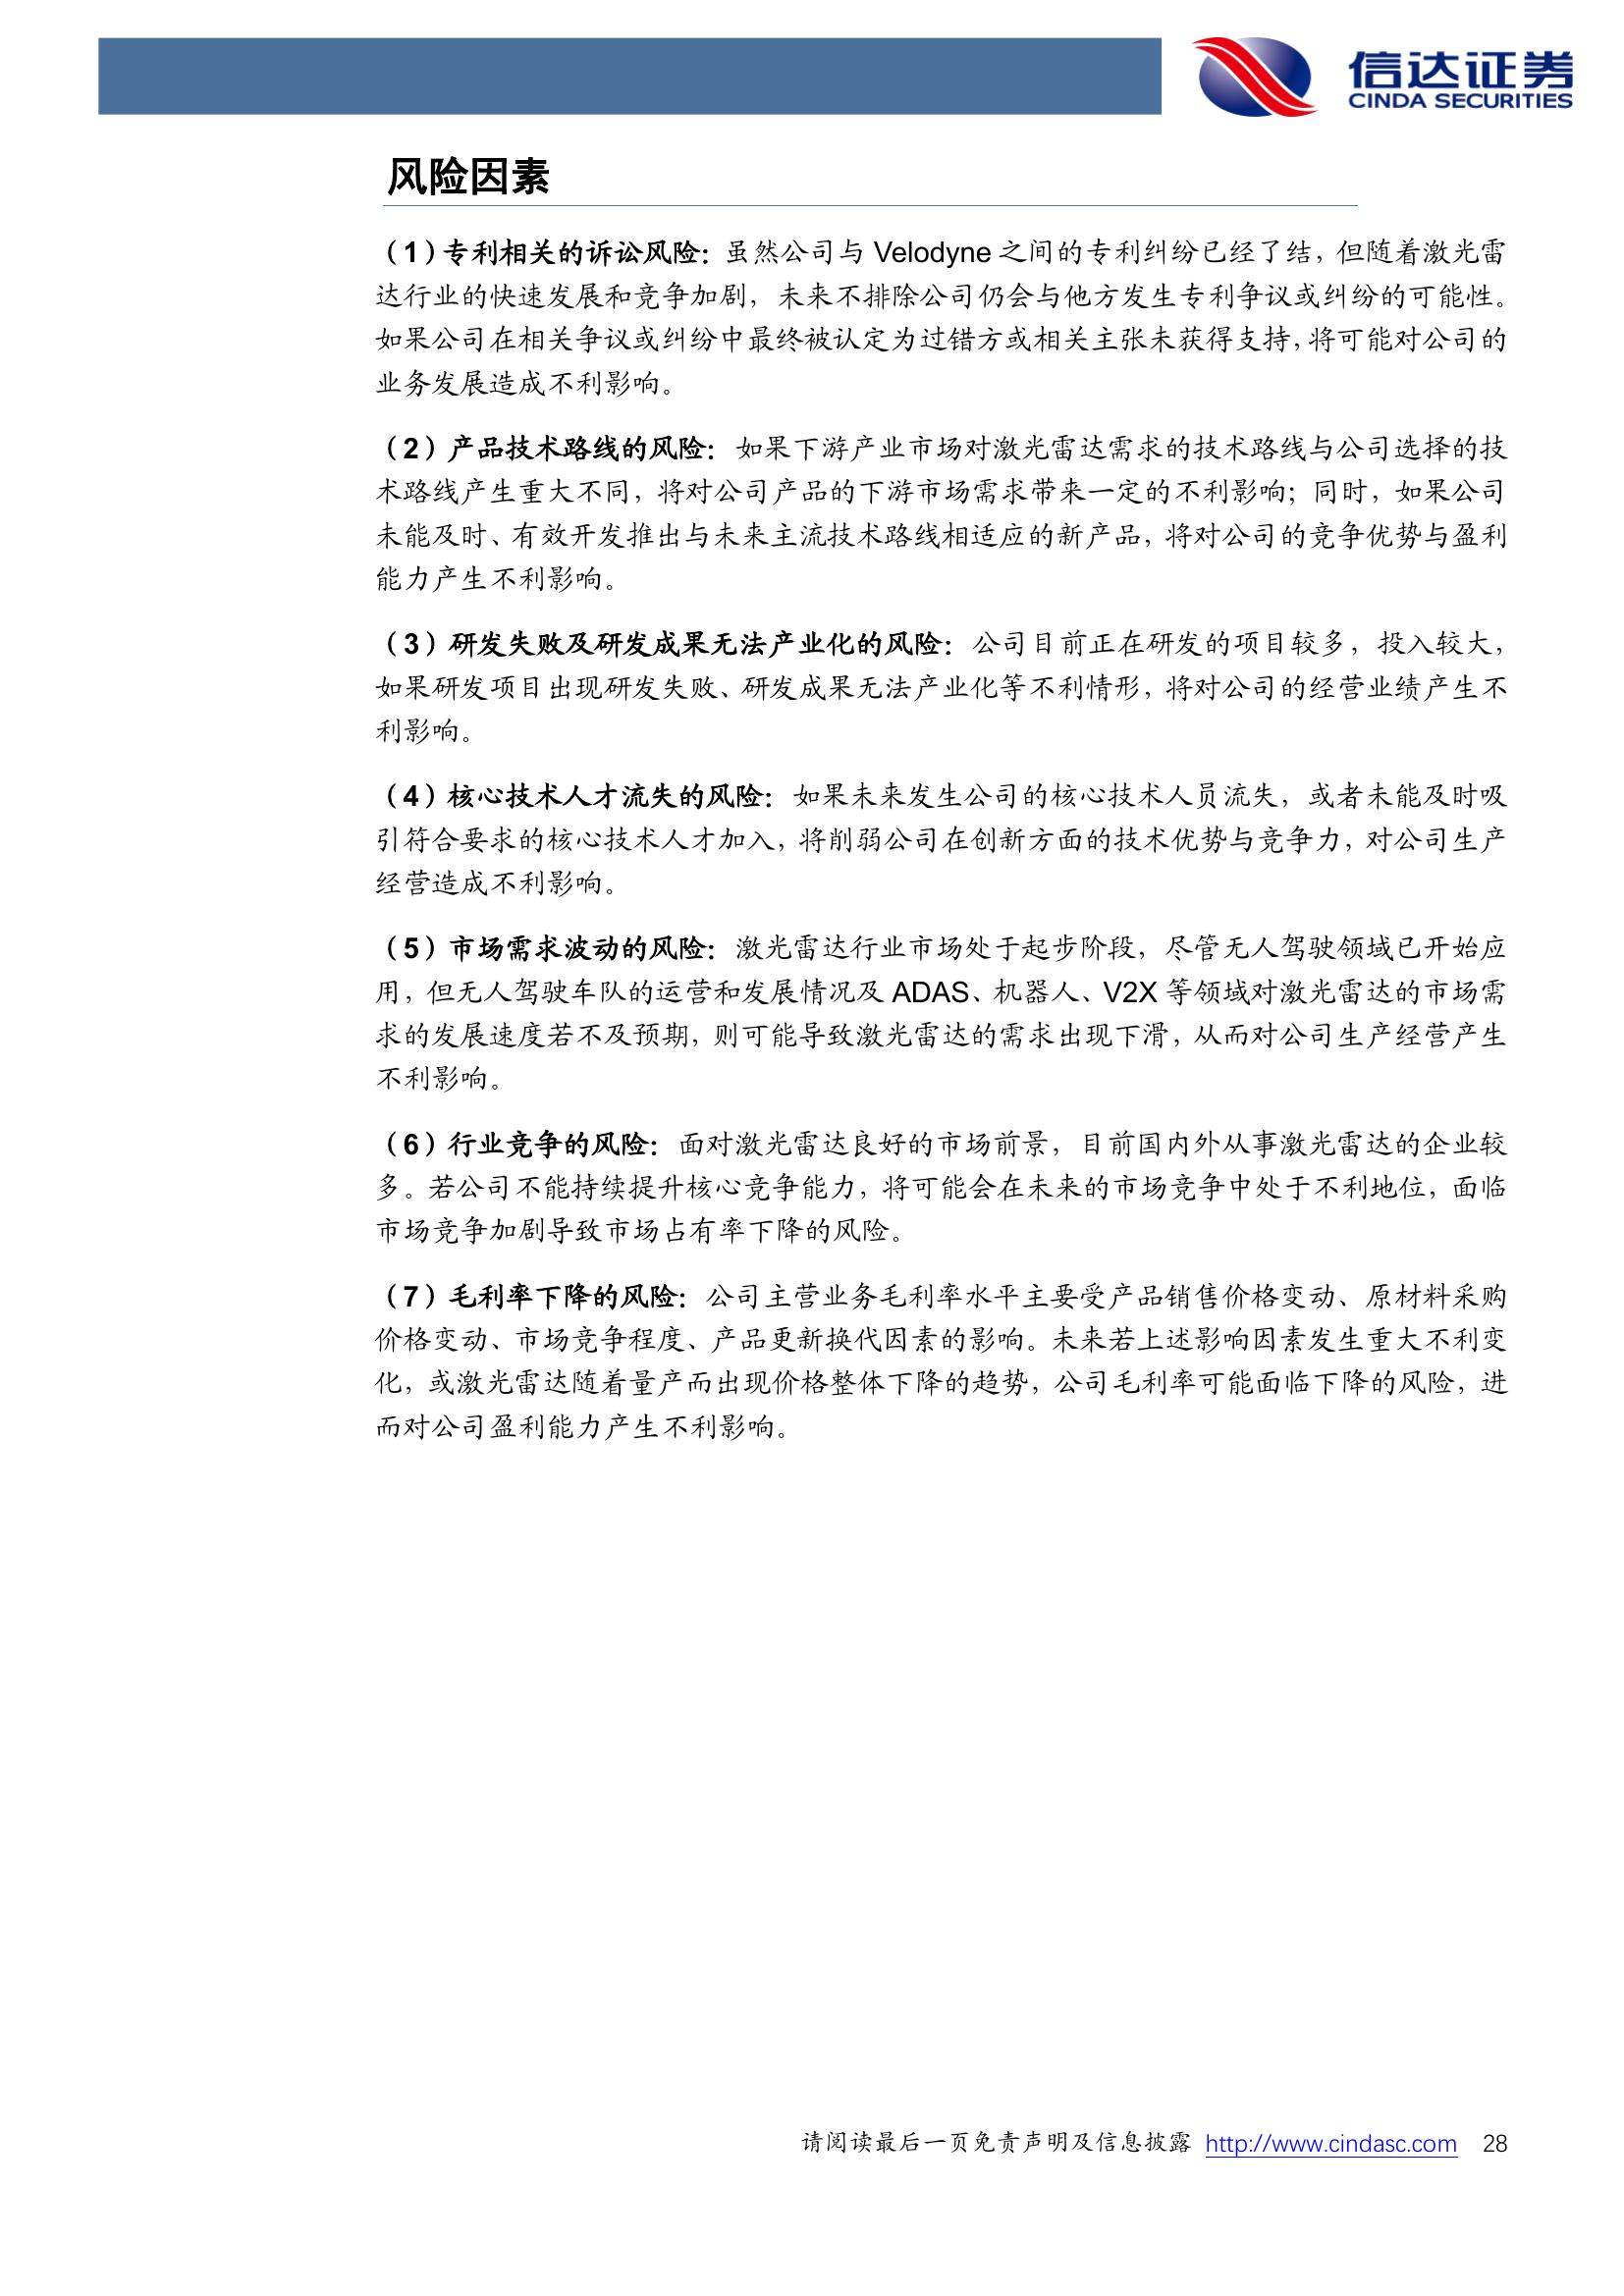 信达证券
CINDA SECURITIES
风险因素
（1）专利相关的诉讼风险：虽然公司与 Velodyne 之间的专利纠纷已经了结，但随着激光雷
达行业的快速发展和竞争加剧，未来不排除公司仍会与他方发生专利争议或纠纷的可能性。
如果公司在相关争议或纠纷中最终被认定为过错方或相关主张未获得支持，将可能对公司的
业务发展造成不利影响。
（2）产品技术路线的风险：如果下游产业市场对激光雷达需求的技术路线与公司选择的技
术路线产生重大不同，将对公司产品的下游市场需求带来一定的不利影响；同时，如果公司
未能及时、有效开发推出与未来主流技术路线相适应的新产品，将对公司的竞争优势与盈利
能力产生不利影响。
（3）研发失败及研发成果无法产业化的风险：公司目前正在研发的项目较多，投入较大，
如果研发项目出现研发失败、研发成果无法产业化等不利情形，将对公司的经营业绩产生不
利影响。
（4）核心技术人才流失的风险：如果未来发生公司的核心技术人员流失，或者未能及时吸
引符合要求的核心技术人才加入，将削弱公司在创新方面的技术优势与竞争力，对公司生产
经营造成不利影响。
（5）市场需求波动的风险：激光雷达行业市场处于起步阶段，尽管无人驾驶领域已开始应
用，但无人驾驶车队的运营和发展情况及 ADAS、机器人、V2X 等领域对激光雷达的市场需
求的发展速度若不及预期，则可能导致激光雷达的需求出现下滑，从而对公司生产经营产生
不利影响。
（6）行业竞争的风险：面对激光雷达良好的市场前景，目前国内外从事激光雷达的企业较
多。若公司不能持续提升核心竞争能力，将可能会在未来的市场竞争中处于不利地位，面临
市场竞争加剧导致市场占有率下降的风险。
（7）毛利率下降的风险：公司主营业务毛利率水平主要受产品销售价格变动、原材料采购
价格变动、市场竞争程度、产品更新换代因素的影响。未来若上述影响因素发生重大不利变
化，或激光雷达随着量产而出现价格整体下降的趋势，公司毛利率可能面临下降的风险，进
而对公司盈利能力产生不利影响。
请阅读最后一页免责声明及信息披露 http://www.cindasc.com 28